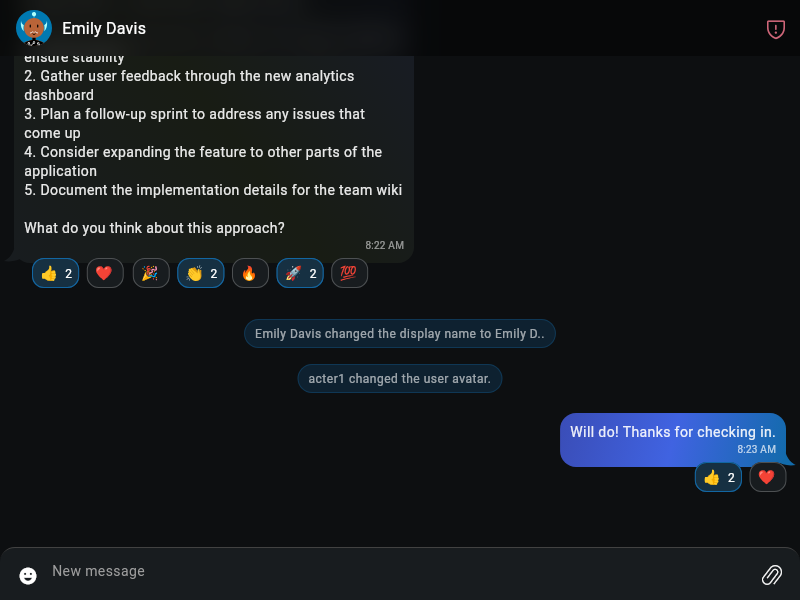 Emily Davis
ensure stability
2. Gather user feedback through the new analytics
dashboard
3. Plan a follow-up sprint to address any issues that
come up
4. Consider expanding the feature to other parts of the
application
5. Document the implementation details for the team wiki
What do you think about this approach?
8:22 AM
👍 2 ❤️ 🎉 👏 2 🔥 🚀 2 💯
Emily Davis changed the display name to Emily D..
acter1 changed the user avatar.
Will do! Thanks for checking in.
8:23 AM
👍 2 ❤️
New message